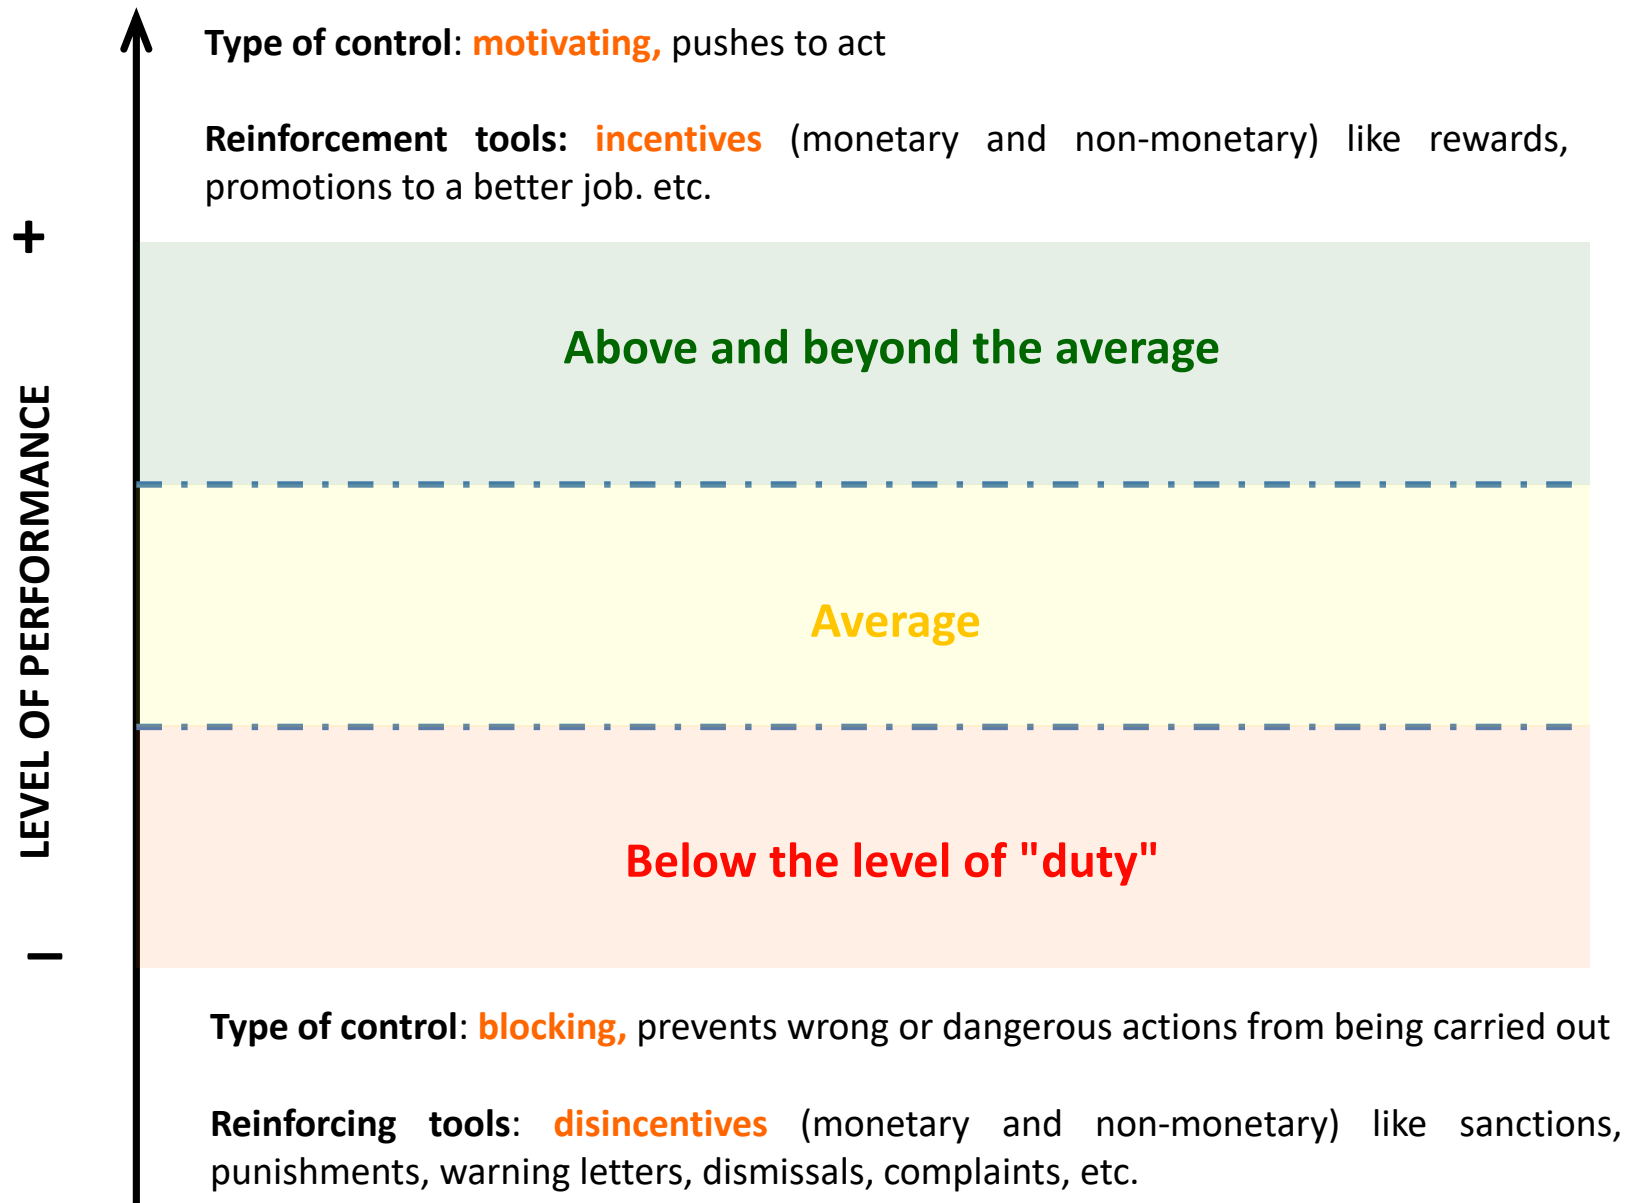 Type of control: motivating, pushes to act
Reinforcement tools: incentives (monetary and non-monetary) like rewards,
promotions to a better job. etc.
+
LEVEL OF PERFORMANCE
Above and beyond the average
Average
Below the level of "duty"
–
Type of control: blocking, prevents wrong or dangerous actions from being carried out
Reinforcing tools: disincentives (monetary and non-monetary) like sanctions,
punishments, warning letters, dismissals, complaints, etc.